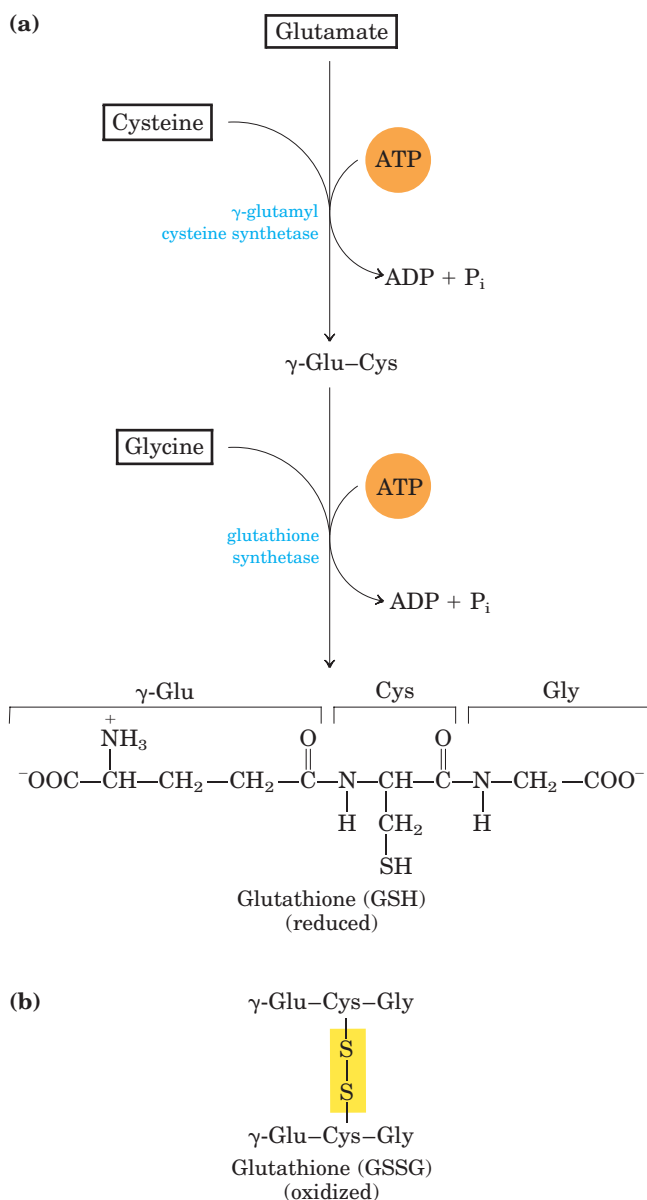 (a)
Glutamate
Cysteine
ATP
γ-glutamyl
cysteine synthetase
ADP + Pi
γ-Glu–Cys
Glycine
ATP
glutathione
synthetase
ADP + Pi
γ-Glu Cys Gly
+
NH3 O O
⁻OOC—CH—CH2—CH2—C—N—CH—C—N—CH2—COO⁻
H CH2 H
SH
Glutathione (GSH)
(reduced)
(b)
γ-Glu–Cys–Gly
S
S
γ-Glu–Cys–Gly
Glutathione (GSSG)
(oxidized)